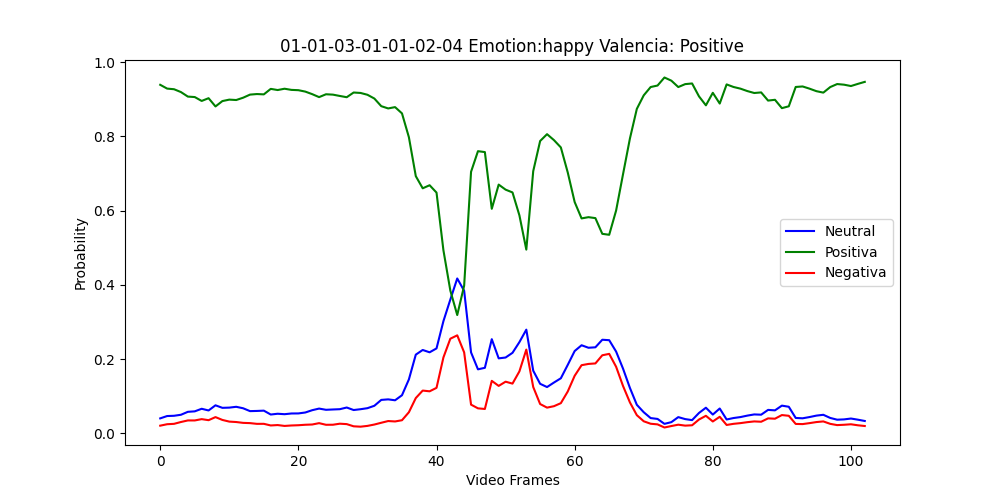 01-01-03-01-01-02-04 Emotion:happy Valencia: Positive
1.0
0.8
0.6
0.4
0.2
0.0
Probability
Neutral
Positiva
Negativa
0 20 40 60 80 100
Video Frames